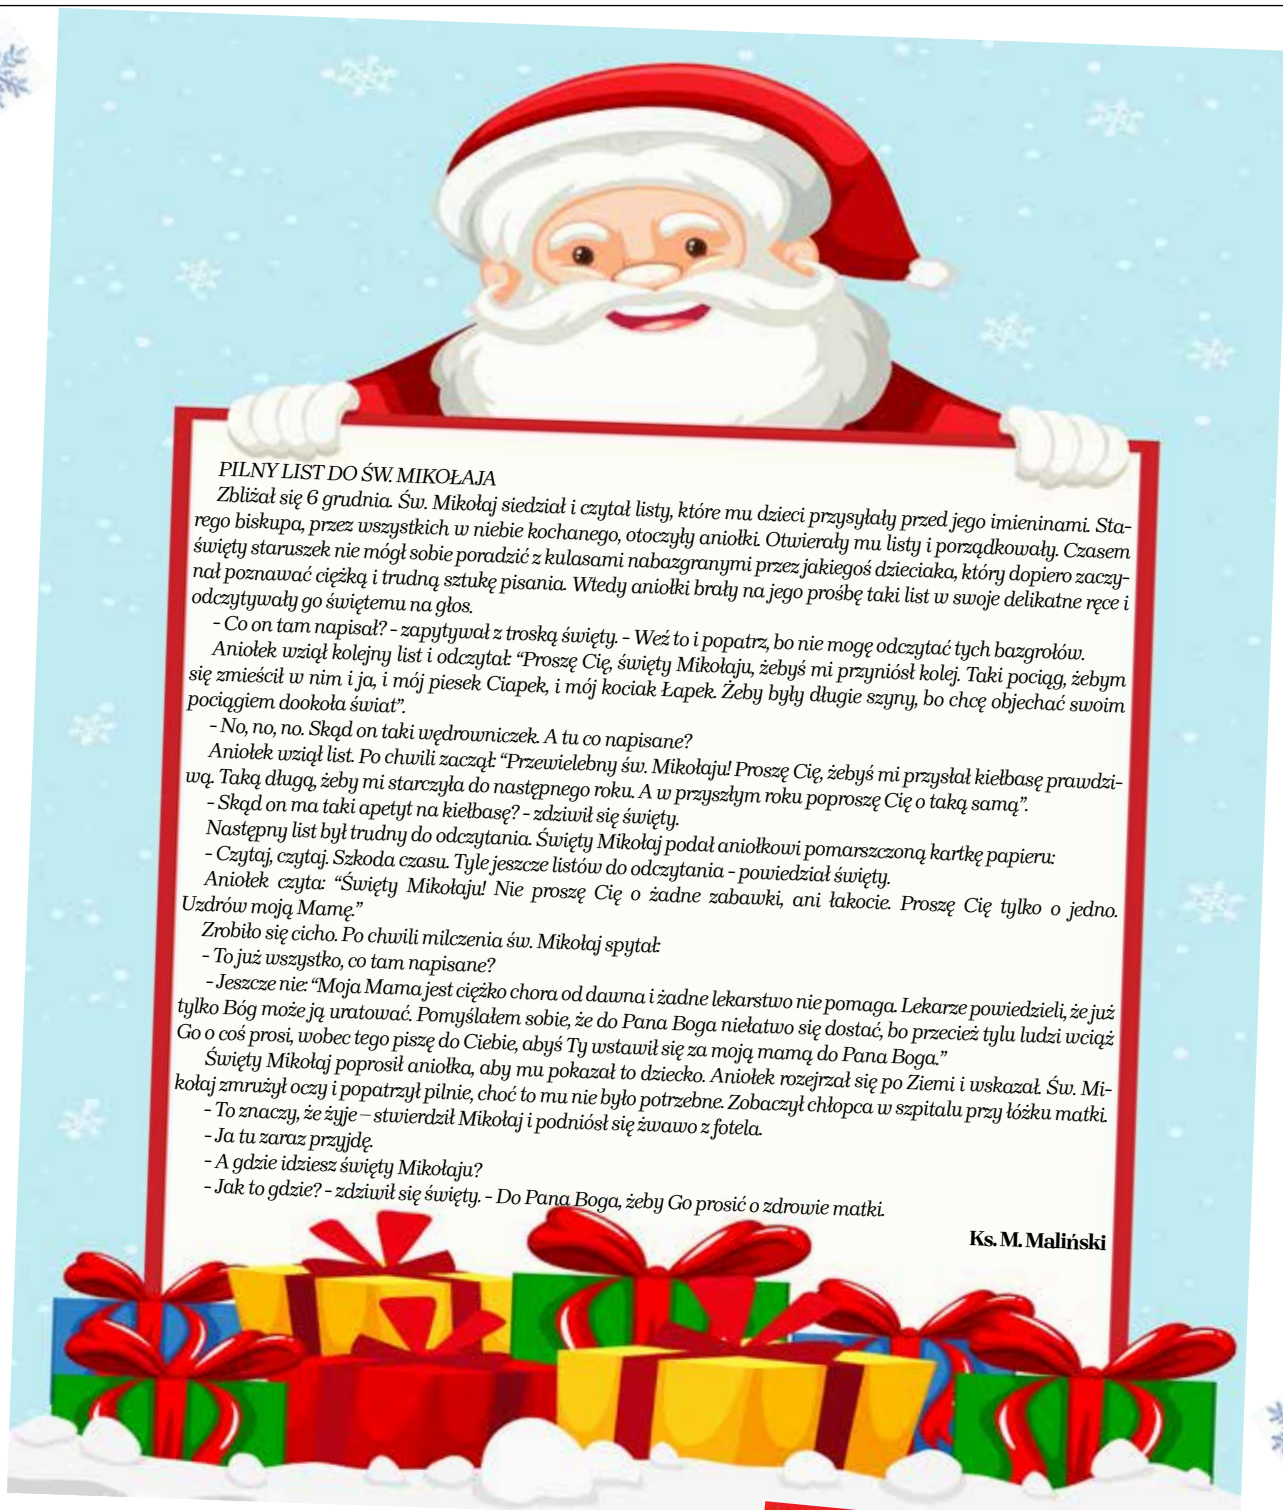 PILNY LIST DO ŚW. MIKOŁAJA
Zbliżał się 6 grudnia. Św. Mikołaj siedział i czytał listy, które mu dzieci przysyłały przed jego imieninami. Sta-
rego biskupa, przez wszystkich w niebie kochanego, otoczyły aniołki. Otwierały mu listy i porządkowały. Czasem
święty staruszek nie mógł sobie poradzić z kulasami nabazgranymi przez jakiegoś dzieciaka, który dopiero zaczy-
nał poznawać ciężką i trudną sztukę pisania. Wtedy aniołki brały na jego prośbę taki list w swoje delikatne ręce i
odczytywały go świętemu na głos.
- Co on tam napisał? - zapytywał z troską święty. - Weź to i popatrz, bo nie mogę odczytać tych bazgrołów.
Aniołek wziął kolejny list i odczytał: “Proszę Cię, święty Mikołaju, żebyś mi przyniósł kolej. Taki pociąg, żebym
się zmieścił w nim i ja, i mój piesek Ciapek, i mój kociak Łapek. Żeby były długie szyny, bo chcę objechać swoim
pociągiem dookoła świat”.
- No, no, no. Skąd on taki wędrowniczek. A tu co napisane?
Aniołek wziął list. Po chwili zaczął: “Przewielebny św. Mikołaju! Proszę Cię, żebyś mi przysłał kiełbasę prawdzi-
wą. Taką długą, żeby mi starczyła do następnego roku. A w przyszłym roku poproszę Cię o taką samą”.
- Skąd on ma taki apetyt na kiełbasę? - zdziwił się święty.
Następny list był trudny do odczytania. Święty Mikołaj podał aniołkowi pomarszczoną kartkę papieru:
- Czytaj, czytaj. Szkoda czasu. Tyle jeszcze listów do odczytania - powiedział święty.
Aniołek czyta: “Święty Mikołaju! Nie proszę Cię o żadne zabawki, ani łakocie. Proszę Cię tylko o jedno.
Uzdrów moją Mamę.”
Zrobiło się cicho. Po chwili milczenia św. Mikołaj spytał:
- To już wszystko, co tam napisane?
- Jeszcze nie: “Moja Mama jest ciężko chora od dawna i żadne lekarstwo nie pomaga. Lekarze powiedzieli, że już
tylko Bóg może ją uratować. Pomyślałem sobie, że do Pana Boga niełatwo się dostać, bo przecież tylu ludzi wciąż
Go o coś prosi, wobec tego piszę do Ciebie, abyś Ty wstawił się za moją mamą do Pana Boga.”
Święty Mikołaj poprosił aniołka, aby mu pokazał to dziecko. Aniołek rozejrzał się po Ziemi i wskazał. Św. Mi-
kołaj zmrużył oczy i popatrzył pilnie, choć to mu nie było potrzebne. Zobaczył chłopca w szpitalu przy łóżku matki.
- To znaczy, że żyje – stwierdził Mikołaj i podniósł się żwawo z fotela.
- Ja tu zaraz przyjdę.
- A gdzie idziesz święty Mikołaju?
- Jak to gdzie? - zdziwił się święty. - Do Pana Boga, żeby Go prosić o zdrowie matki.
Ks. M. Maliński